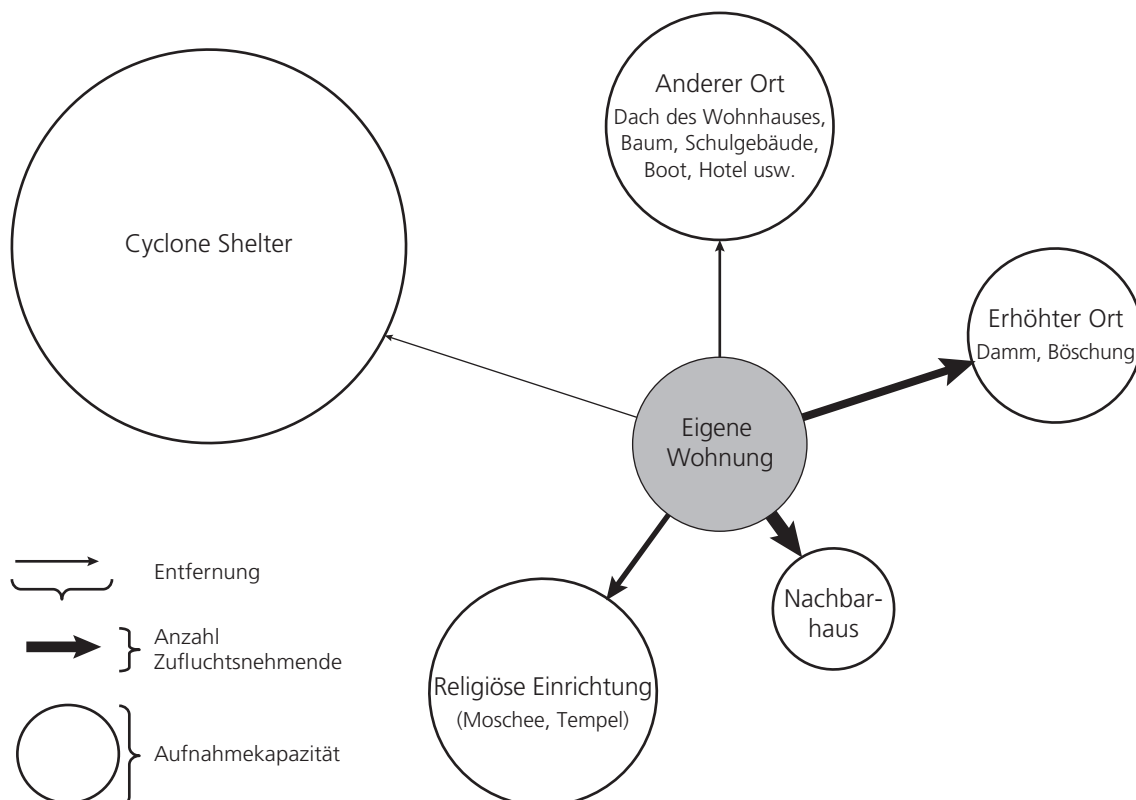 Anderer Ort
Dach des Wohnhauses,
Baum, Schulgebäude,
Boot, Hotel usw.
Cyclone Shelter
Erhöhter Ort
Damm, Böschung
Eigene
Wohnung
Nachbar-
haus
Religiöse Einrichtung
(Moschee, Tempel)
Entfernung
Anzahl
Zufluchtsnehmende
Aufnahmekapazität